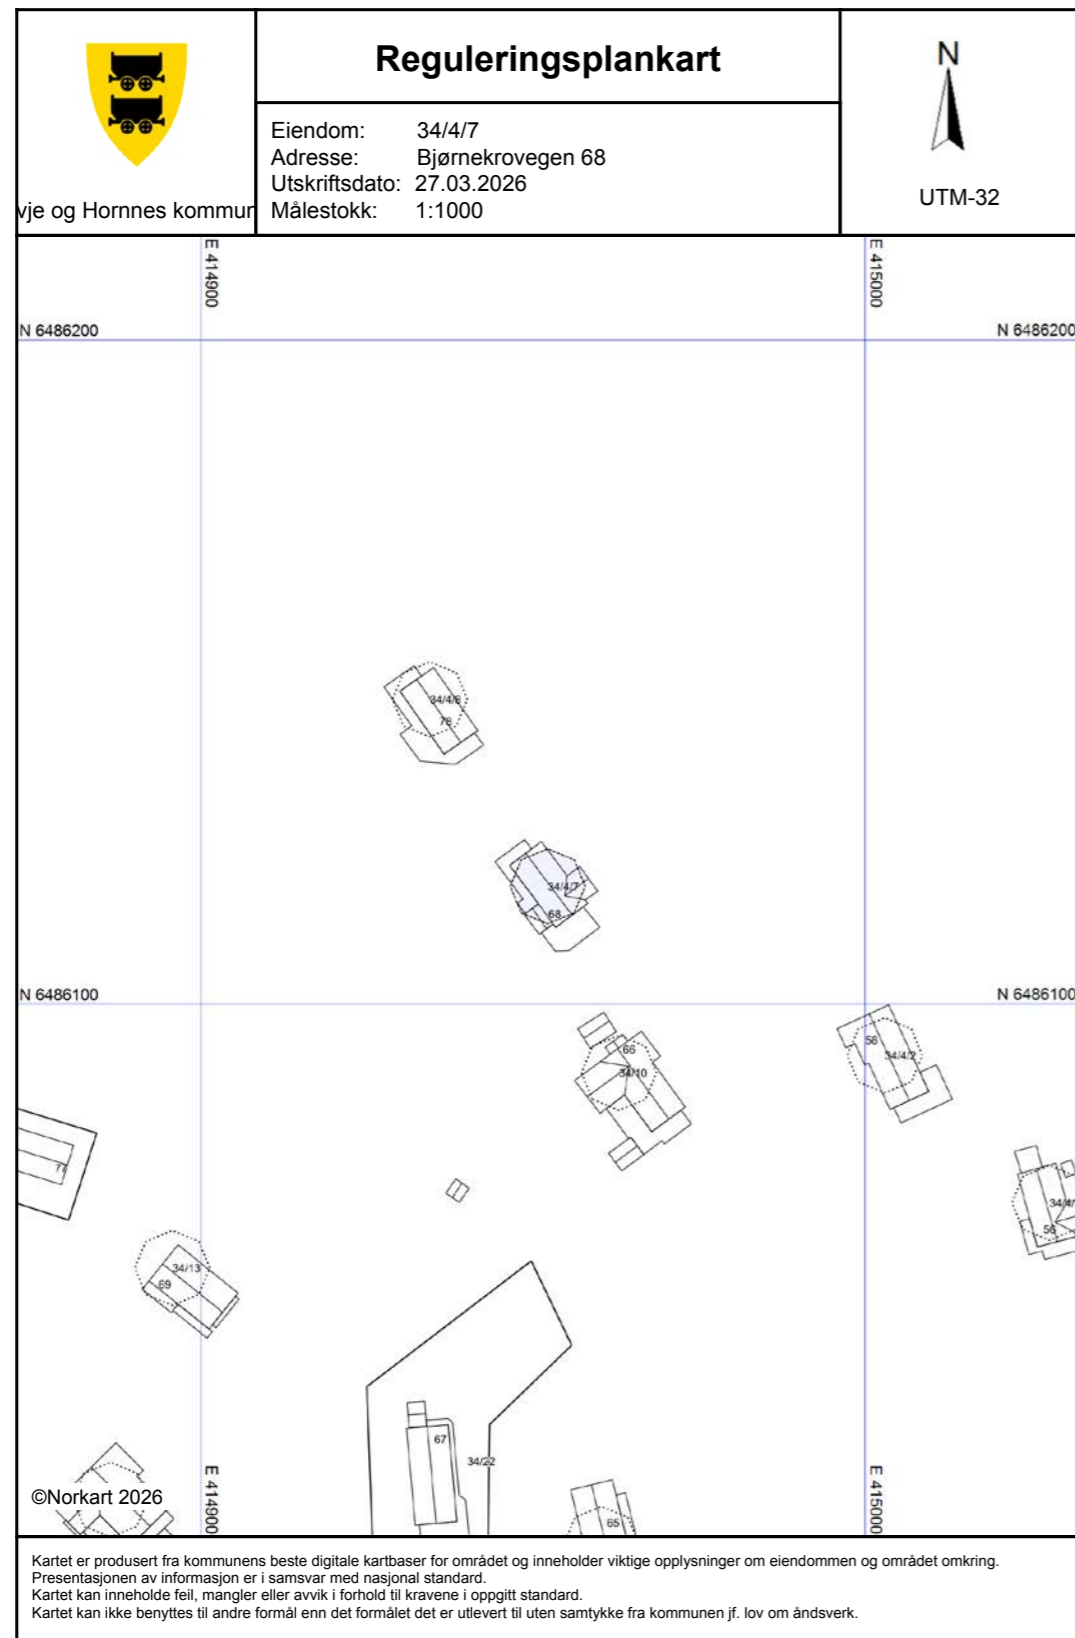 Reguleringsplankart
N
Eiendom: 34/4/7
Adresse: Bjørnekrovegen 68
Utskriftsdato: 27.03.2026
Målestokk: 1:1000
vje og Hornnes kommun
UTM-32
E 414900
E 415000
N 6486200
N 6486200
78
34/4/7
68
N 6486100
N 6486100
66
34/10
58
34/4/2
17
34/4/
56
34/13
69
67
34/22
65
©Norkart 2026
E 414900
E 415000
Kartet er produsert fra kommunens beste digitale kartbaser for området og inneholder viktige opplysninger om eiendommen og området omkring.
Presentasjonen av informasjon er i samsvar med nasjonal standard.
Kartet kan inneholde feil, mangler eller avvik i forhold til kravene i oppgitt standard.
Kartet kan ikke benyttes til andre formål enn det formålet det er utlevert til uten samtykke fra kommunen jf. lov om åndsverk.